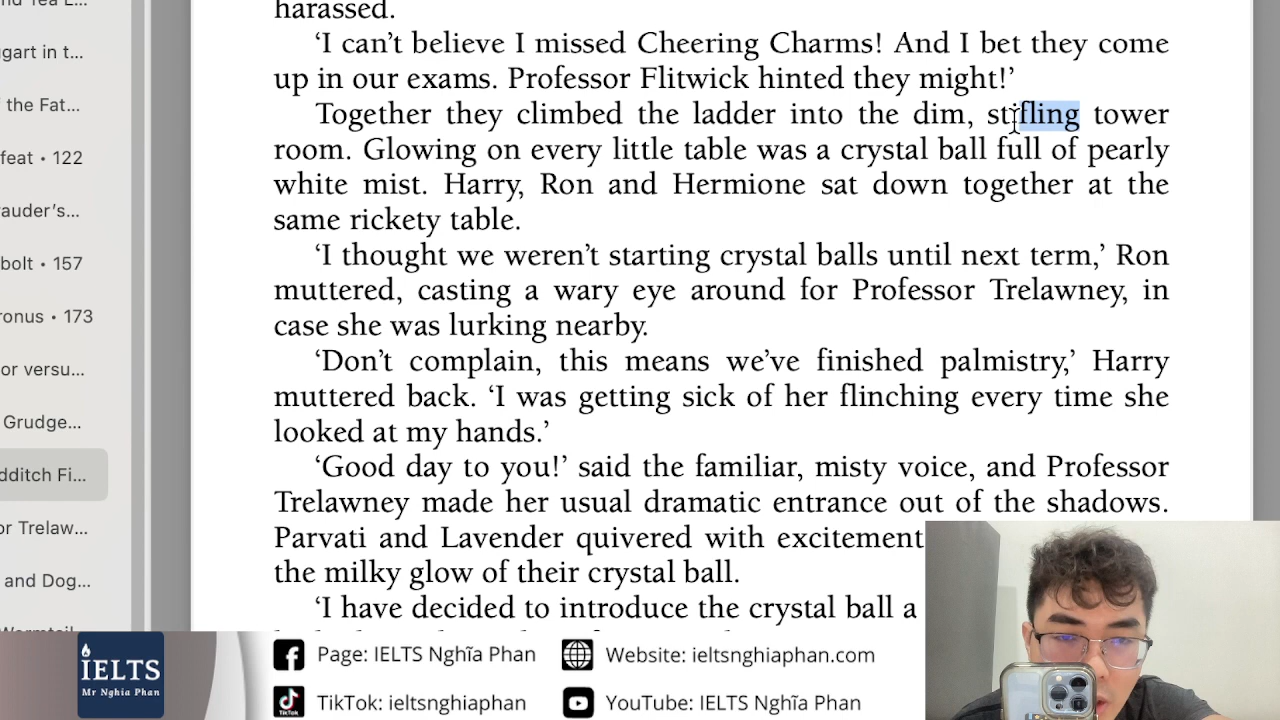 nd Tea L...
ggart in t...
f the Fat...
feat • 122
rauder's...
bolt • 157
ronus • 173
or versu...
Grudge...
dditch Fi...
or Trelaw...
and Dog...
harassed.
‘I can’t believe I missed Cheering Charms! And I bet they come
up in our exams. Professor Flitwick hinted they might!’
Together they climbed the ladder into the dim, stifling tower
room. Glowing on every little table was a crystal ball full of pearly
white mist. Harry, Ron and Hermione sat down together at the
same rickety table.
‘I thought we weren’t starting crystal balls until next term,’ Ron
muttered, casting a wary eye around for Professor Trelawney, in
case she was lurking nearby.
‘Don’t complain, this means we’ve finished palmistry,’ Harry
muttered back. ‘I was getting sick of her flinching every time she
looked at my hands.’
‘Good day to you!’ said the familiar, misty voice, and Professor
Trelawney made her usual dramatic entrance out of the shadows.
Parvati and Lavender quivered with excitement
the milky glow of their crystal ball.
‘I have decided to introduce the crystal ball a
IELTS
Mr Nghia Phan
Page: IELTS Nghĩa Phan
Website: ieltsnghiaphan.com
TikTok
TikTok: ieltsnghiaphan
YouTube: IELTS Nghĩa Phan